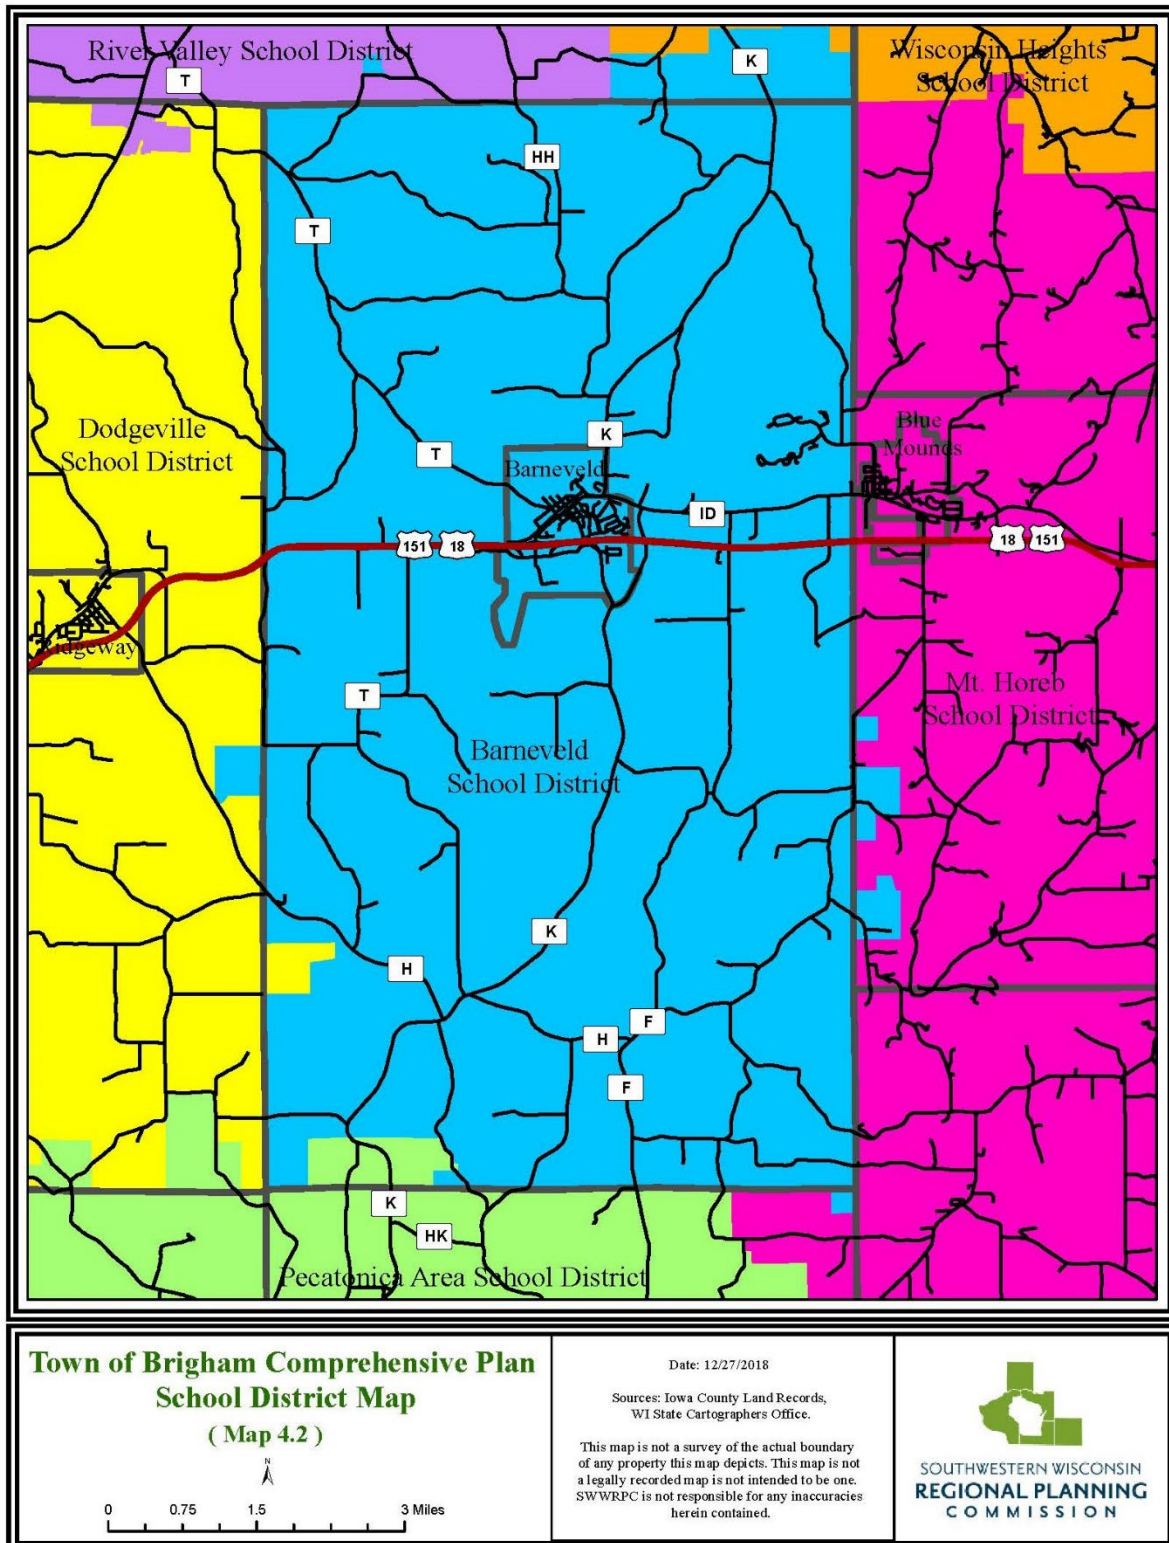 River Valley School District
Wisconsin Heights
School District
K
T
HH
T
Dodgeville
School District
Blue
Mounds
K
T
Barneveld
ID
151
18
18
151
Ridgeway
T
Mt. Horeb
School District
Barneveld
School District
K
H
F
H
F
K
HK
Pecatonica Area School District
Town of Brigham Comprehensive Plan
School District Map
( Map 4.2 )
N
0 0.75 1.5 3 Miles
Date: 12/27/2018
Sources: Iowa County Land Records,
WI State Cartographers Office.
This map is not a survey of the actual boundary
of any property this map depicts. This map is not
a legally recorded map is not intended to be one.
SWWRPC is not responsible for any inaccuracies
herein contained.
SOUTHWESTERN WISCONSIN
REGIONAL PLANNING
COMMISSION